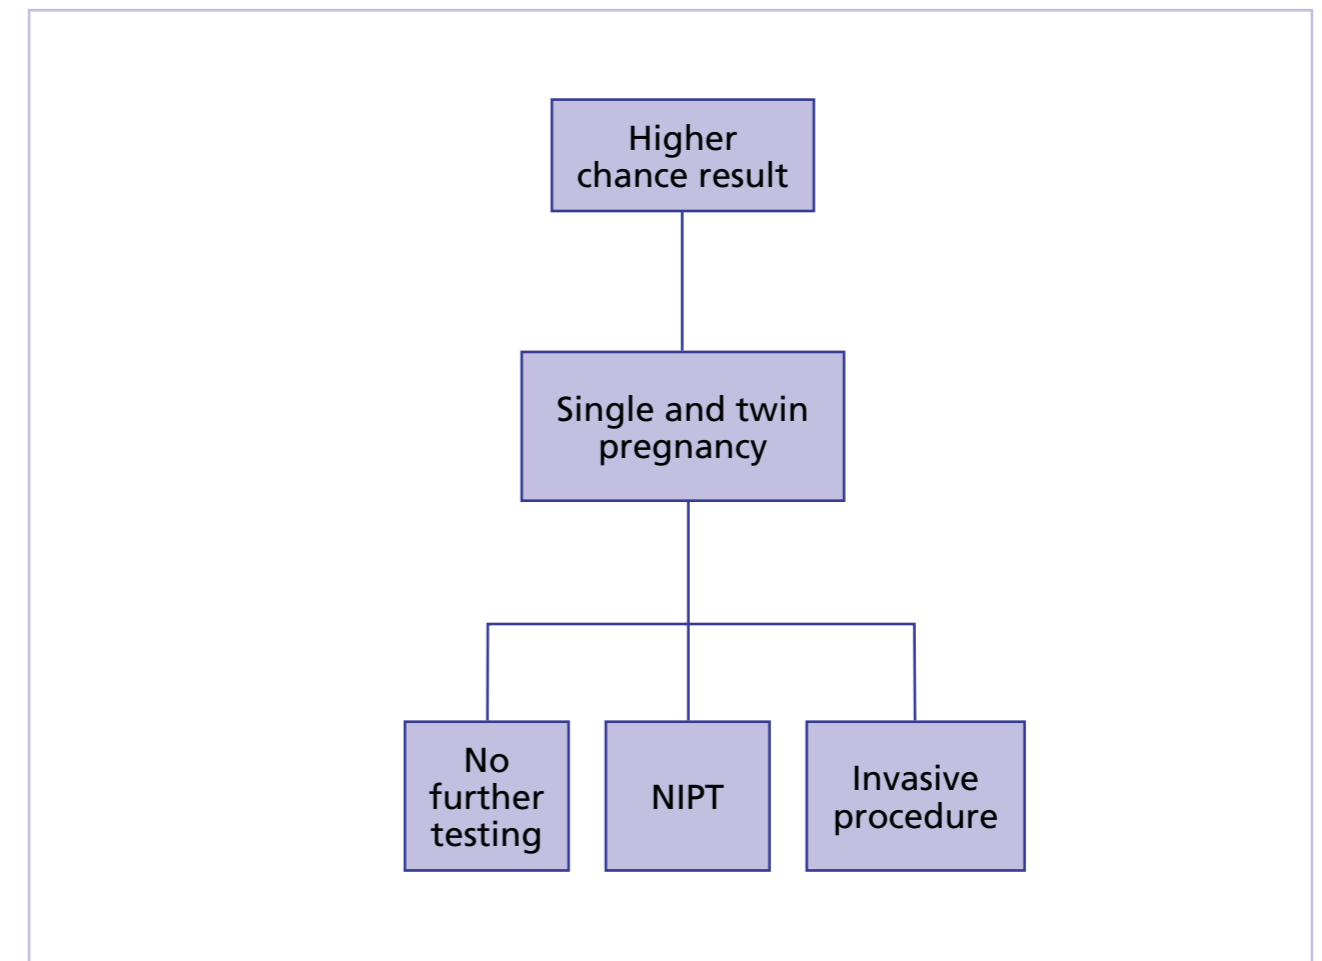 Higher
chance result
Single and twin
pregnancy
No
further
testing
NIPT
Invasive
procedure